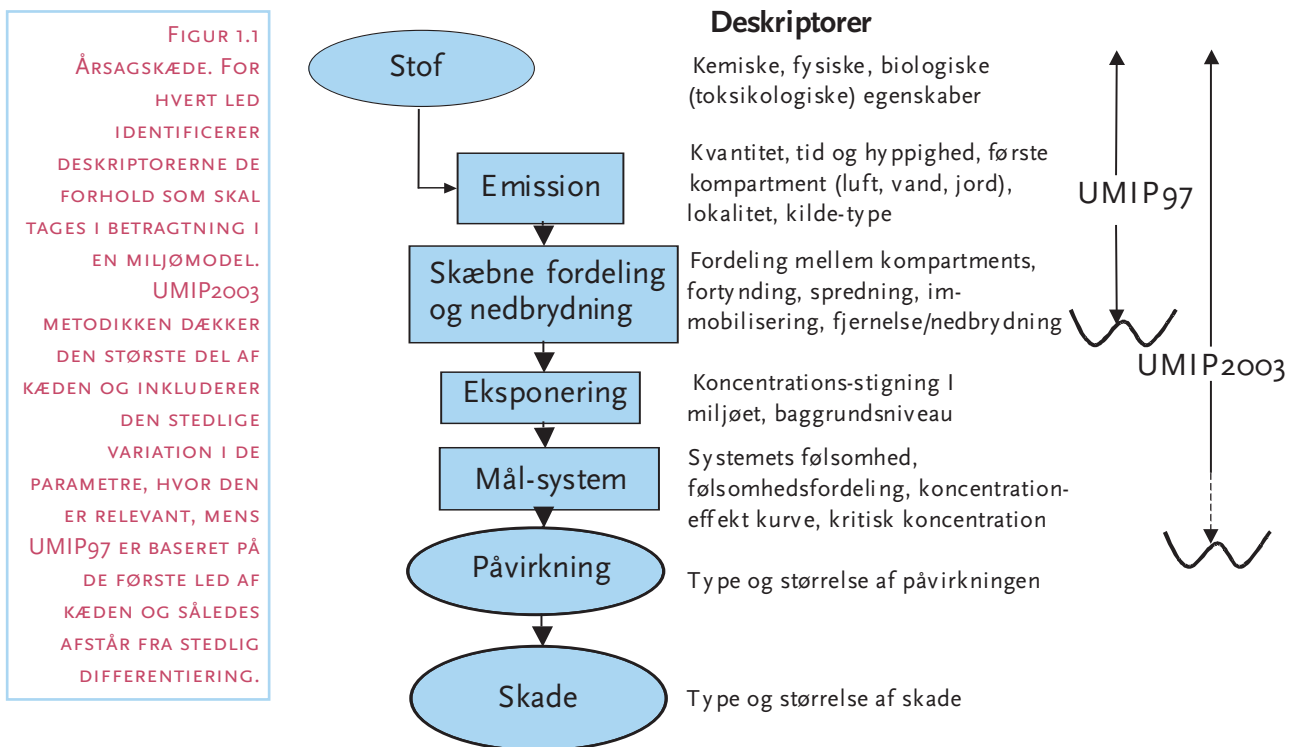 FIGUR 1.1
ÅRSAGSKÆDE. FOR
HVERT LED
IDENTIFICERER
DESKRIPTORERNE DE
FORHOLD SOM SKAL
TAGES I BETRAGTNING I
EN MILJØMODEL.
UMIP2003
METODIKKEN DÆKKER
DEN STØRSTE DEL AF
KÆDEN OG INKLUDERER
DEN STEDLIGE
VARIATION I DE
PARAMETRE, HVOR DEN
ER RELEVANT, MENS
UMIP97 ER BASERET PÅ
DE FØRSTE LED AF
KÆDEN OG SÅLEDES
AFSTÅR FRA STEDLIG
DIFFERENTIERING.
Deskriptorer
Stof
Kemiske, fysiske, biologiske
(toksikologiske) egenskaber
Emission
Kvantitet, tid og hyppighed, første
kompartment (luft, vand, jord),
lokalitet, kilde-type
Skæbne fordeling
og nedbrydning
Fordeling mellem kompartments,
fortynding, spredning, im-
mobilisering, fjernelse/nedbrydning
Eksponering
Koncentrations-stigning I
miljøet, baggrundsniveau
Mål-system
Systemets følsomhed,
følsomhedsfordeling, koncentration-
effekt kurve, kritisk koncentration
Påvirkning
Type og størrelse af påvirkningen
Skade
Type og størrelse af skade
UMIP97
UMIP2003